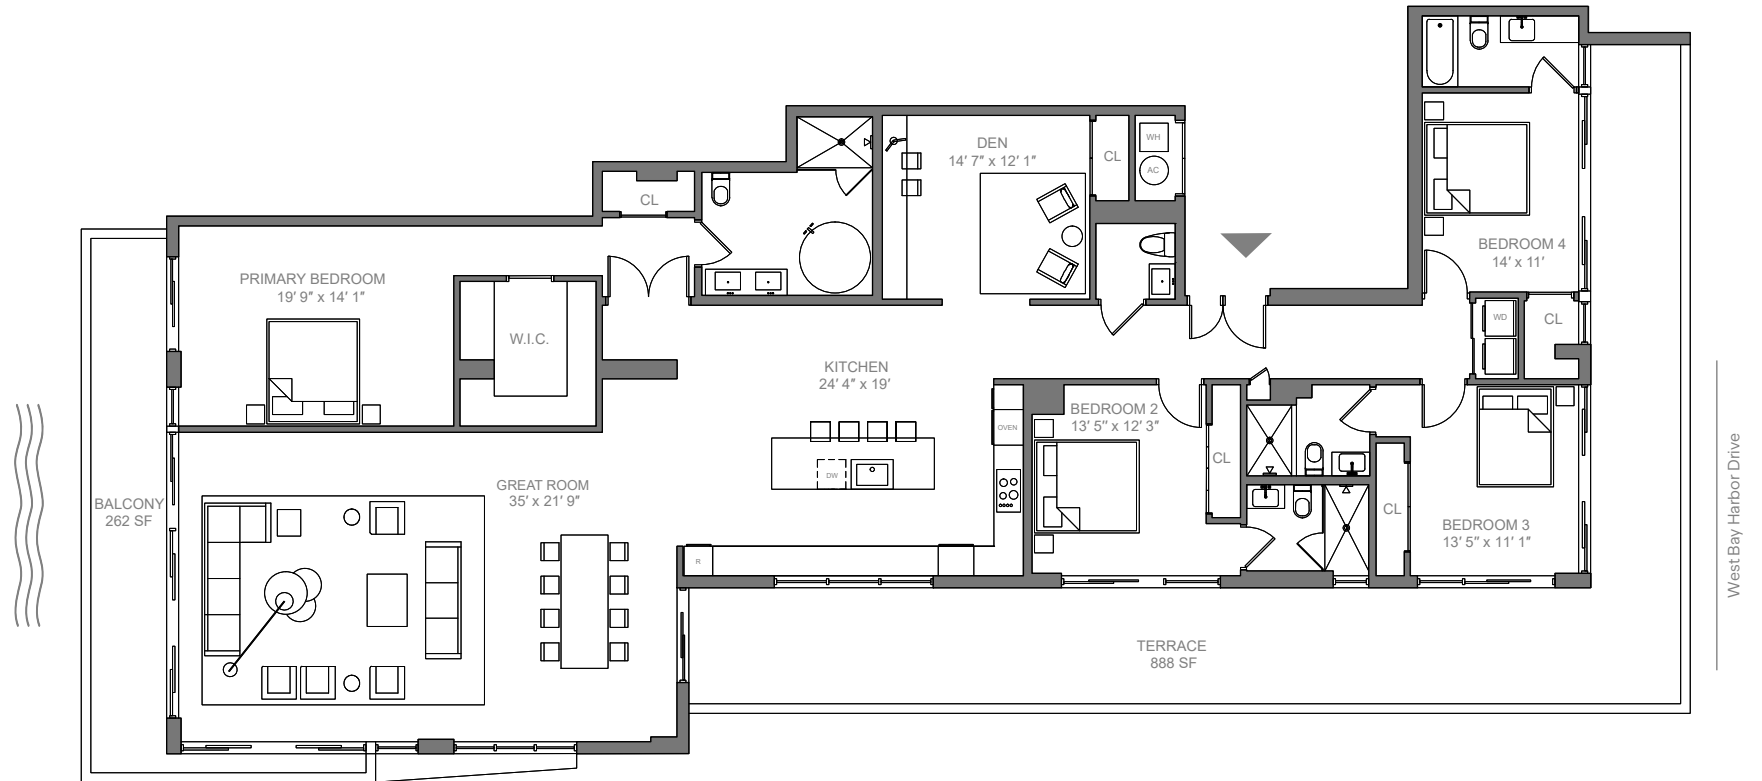 DEN
14′ 7″ x 12′ 1″
CL
WH
AC
CL
PRIMARY BEDROOM
19′ 9″ x 14′ 1″
W.I.C.
BEDROOM 4
14′ x 11′
WD
CL
KITCHEN
24′ 4″ x 19′
OVEN
DW
R
BEDROOM 2
13′ 5″ x 12′ 3″
CL
CL
BEDROOM 3
13′ 5″ x 11′ 1″
GREAT ROOM
35′ x 21′ 9″
BALCONY
262 SF
TERRACE
888 SF
West Bay Harbor Drive